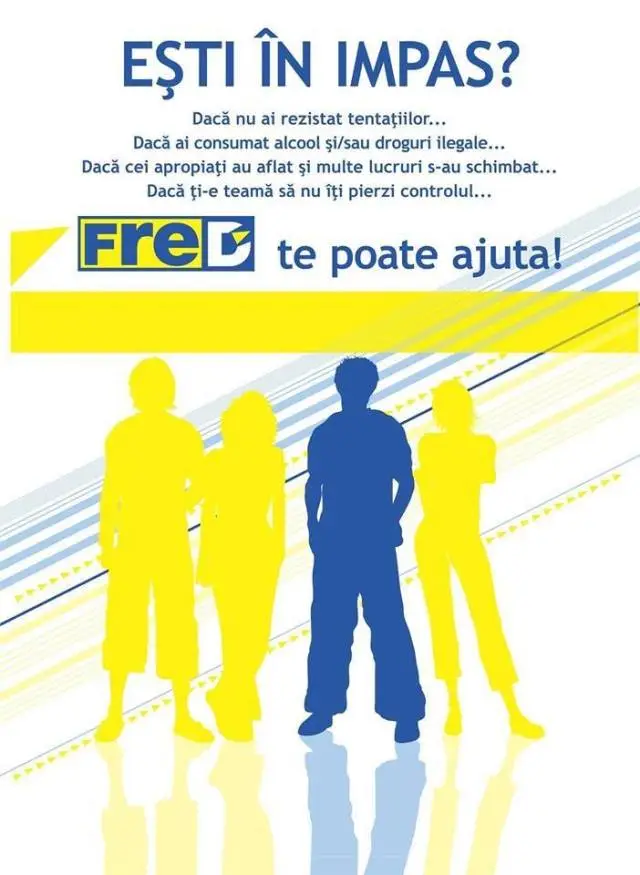 EŞTI ÎN IMPAS?
Dacă nu ai rezistat tentaţiilor...
Dacă ai consumat alcool şi/sau droguri ilegale...
Dacă cei apropiaţi au aflat şi multe lucruri s-au schimbat...
Dacă ţi-e teamă să nu îţi pierzi controlul...
FreD te poate ajuta!